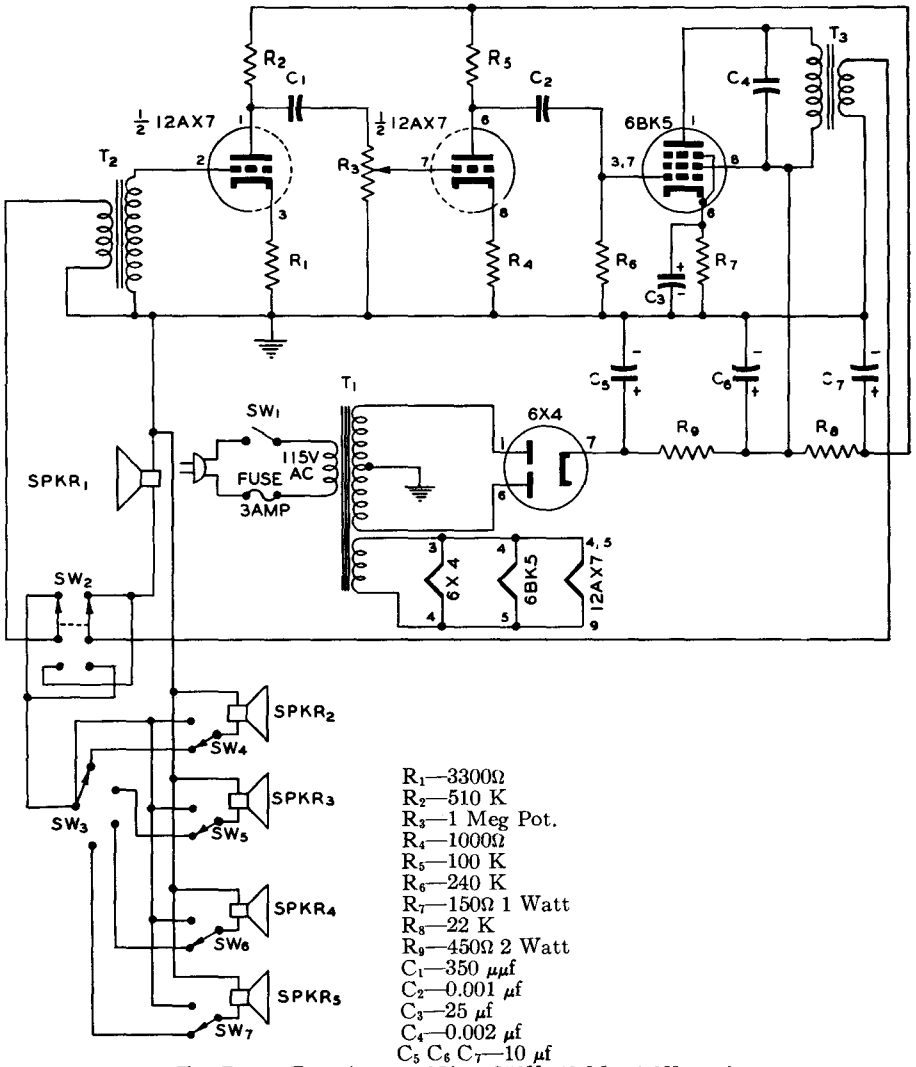 R2
R5
T3
C1
C2
C4
½ 12AX7
½ 12AX7
6BK5
1
6
1
T2
2
R3
7
3,7
8
3
8
6
R1
R4
R6
R7
+
C3
-
T1
-
-
-
C5
C6
C7
+
+
+
SW1
6X4
1
7
R9
R8
115V
AC
SPKR1
FUSE
3AMP
6
3
4
4,5
SW2
6X4
6BK5
12AX7
4
5
9
SPKR2
SW4
SPKR3
SW3
SW5
SPKR4
SW6
SPKR5
SW7
R1—3300Ω
R2—510 K
R3—1 Meg Pot.
R4—1000Ω
R5—100 K
R6—240 K
R7—150Ω 1 Watt
R8—22 K
R9—450Ω 2 Watt
C1—350 μμf
C2—0.001 μf
C3—25 μf
C4—0.002 μf
C5 C6 C7—10 μf